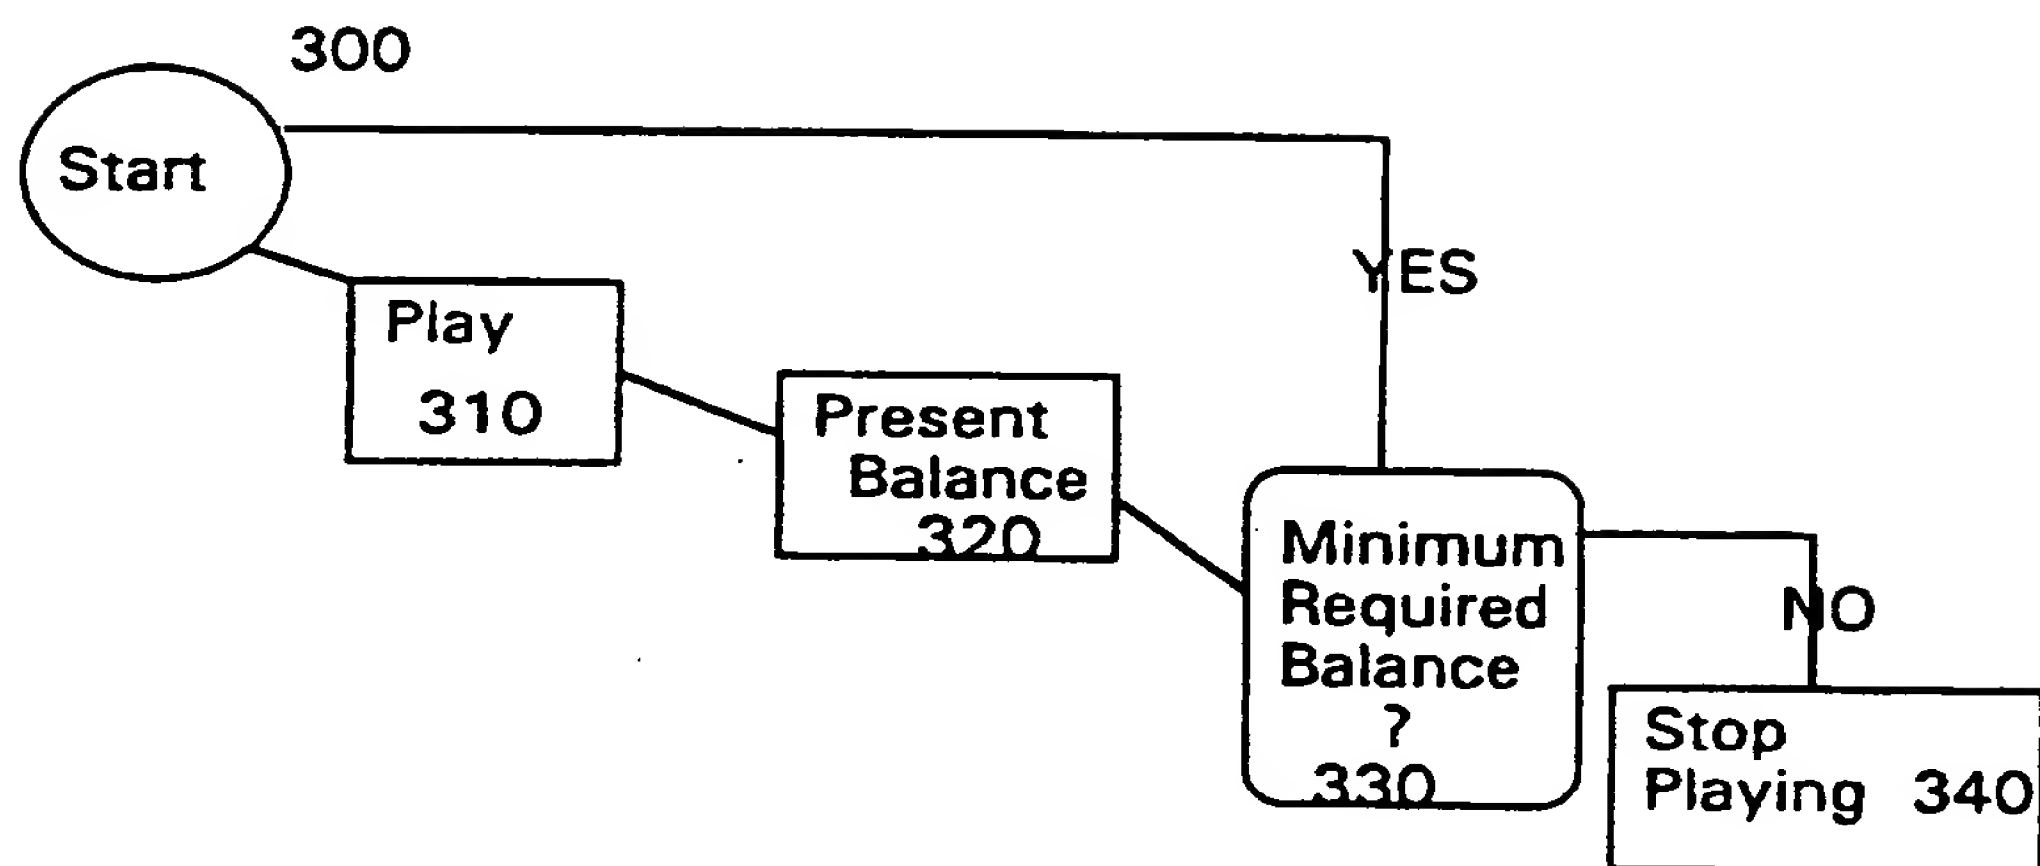 300
Start
YES
Play
310
Present
Balance
320
Minimum
Required
Balance
?
330
NO
Stop
Playing 340